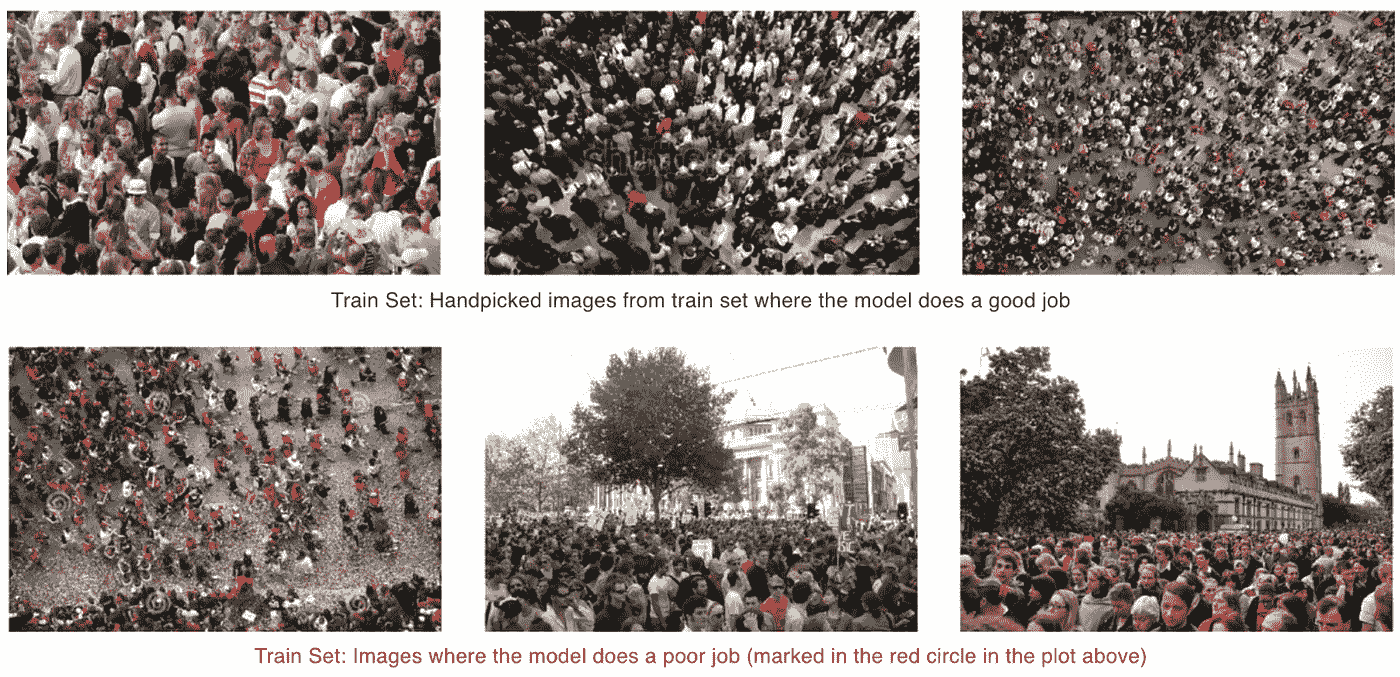 Train Set: Handpicked images from train set where the model does a good job
Train Set: Images where the model does a poor job (marked in the red circle in the plot above)